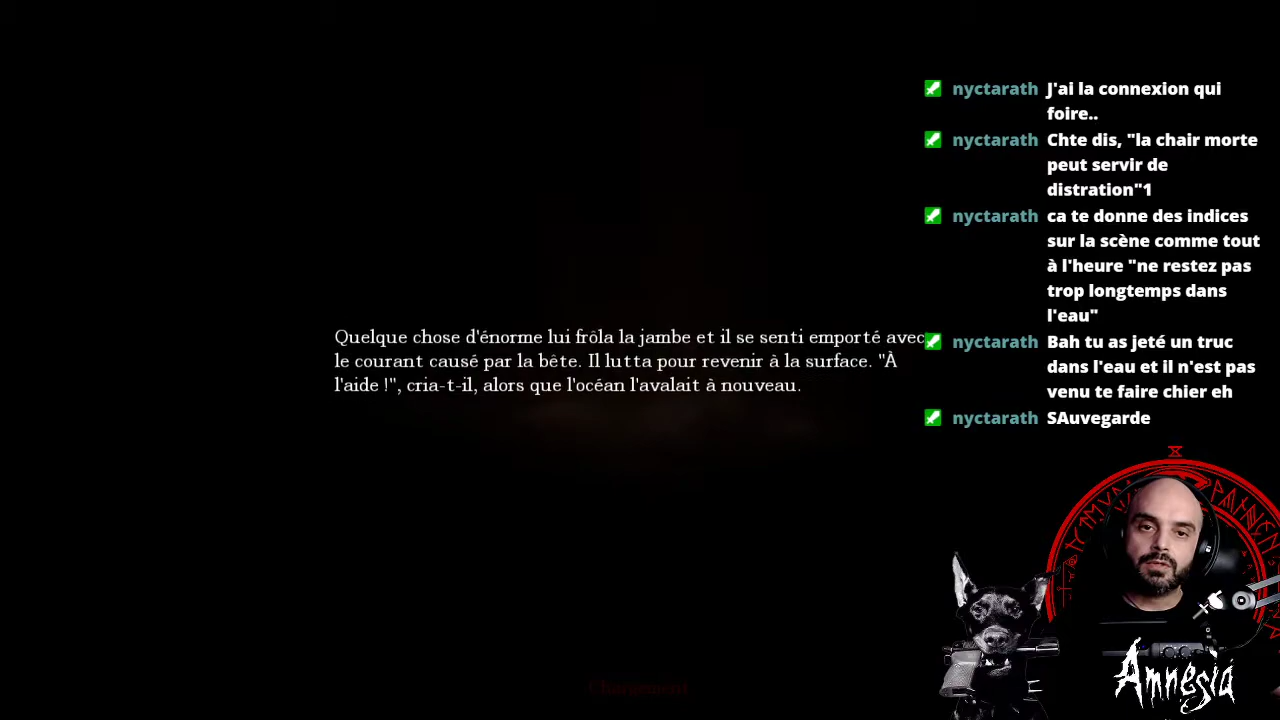 Quelque chose d'énorme lui frôla la jambe et il se senti emporté avec
le courant causé par la bête. Il lutta pour revenir à la surface. "À
l'aide !", cria-t-il, alors que l'océan l'avalait à nouveau.
Chargement
nyctarath J'ai la connexion qui
foire..
nyctarath Chte dis, "la chair morte
peut servir de
distration"1
nyctarath ca te donne des indices
sur la scène comme tout
à l'heure "ne restez pas
trop longtemps dans
l'eau"
nyctarath Bah tu as jeté un truc
dans l'eau et il n'est pas
venu te faire chier eh
nyctarath SAuvegarde
Amnesia